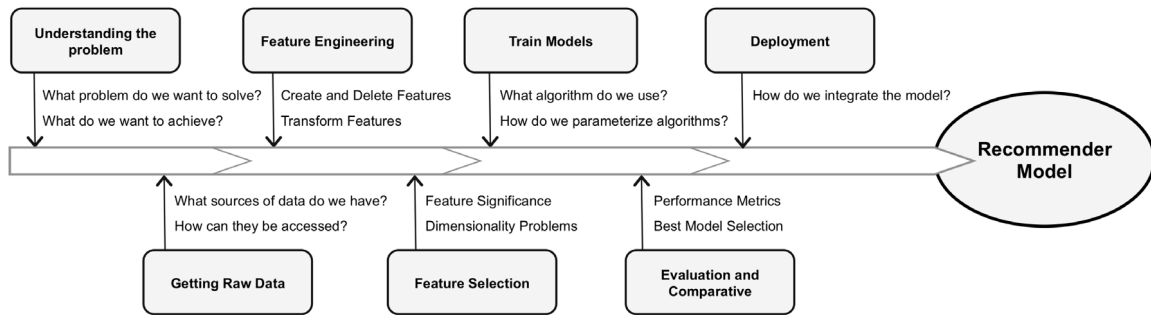 Understanding the
problem
Feature Engineering
Train Models
Deployment
What problem do we want to solve?
What do we want to achieve?
Create and Delete Features
Transform Features
What algorithm do we use?
How do we parameterize algorithms?
How do we integrate the model?
Recommender
Model
What sources of data do we have?
How can they be accessed?
Feature Significance
Dimensionality Problems
Performance Metrics
Best Model Selection
Getting Raw Data
Feature Selection
Evaluation and
Comparative